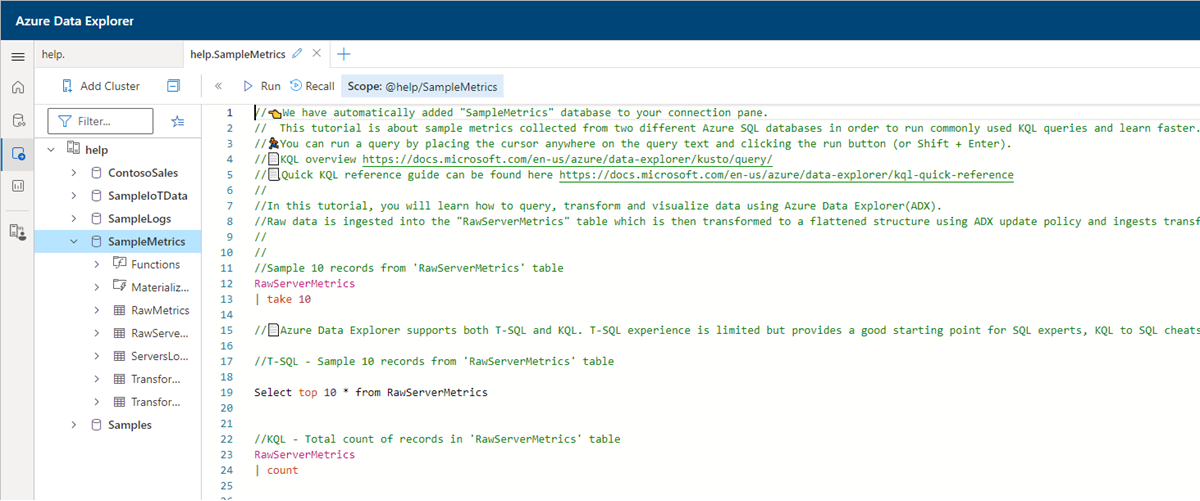 Azure Data Explorer
help.
help.SampleMetrics
Add Cluster
Run
Recall
Scope: @help/SampleMetrics
Filter...
help
ContosoSales
SampleIoTData
SampleLogs
SampleMetrics
Functions
Materializ...
RawMetrics
RawServe...
ServersLo...
Transfor...
Transfor...
Samples
1 //👈We have automatically added "SampleMetrics" database to your connection pane.
2 //  This tutorial is about sample metrics collected from two different Azure SQL databases in order to run commonly used KQL queries and learn faster.
3 //🏃You can run a query by placing the cursor anywhere on the query text and clicking the run button (or Shift + Enter).
4 //📃KQL overview https://docs.microsoft.com/en-us/azure/data-explorer/kusto/query/
5 //📃Quick KQL reference guide can be found here https://docs.microsoft.com/en-us/azure/data-explorer/kql-quick-reference
6 //
7 //In this tutorial, you will learn how to query, transform and visualize data using Azure Data Explorer(ADX).
8 //Raw data is ingested into the "RawServerMetrics" table which is then transformed to a flattened structure using ADX update policy and ingests transf
9 //
10 //
11 //Sample 10 records from 'RawServerMetrics' table
12 RawServerMetrics
13 | take 10
14
15 //📃Azure Data Explorer supports both T-SQL and KQL. T-SQL experience is limited but provides a good starting point for SQL experts, KQL to SQL cheats
16
17 //T-SQL - Sample 10 records from 'RawServerMetrics' table
18
19 Select top 10 * from RawServerMetrics
20
21
22 //KQL - Total count of records in 'RawServerMetrics' table
23 RawServerMetrics
24 | count
25
26